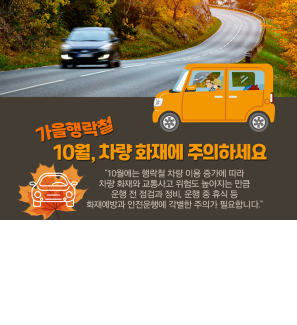 가을행락철
10월, 차량 화재에 주의하세요
"10월에는 행락철 차량 이용 증가에 따라
차량 화재와 교통사고 위험도 높아지는 만큼
운행 전 점검과 정비, 운행 중 휴식 등
화재예방과 안전운행에 각별한 주의가 필요합니다."